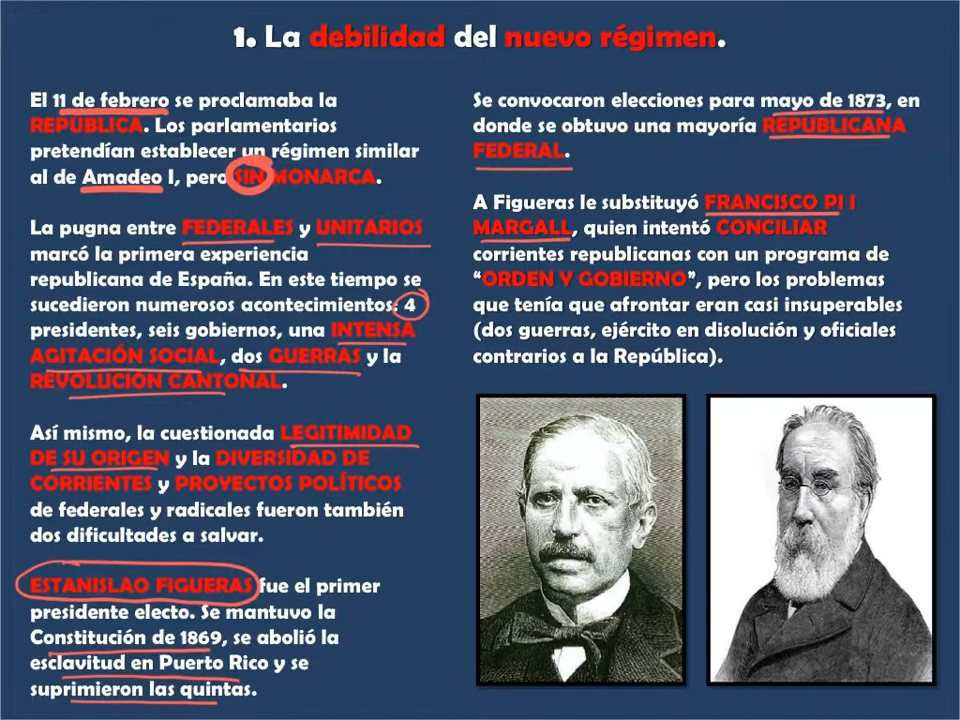 1. La debilidad del nuevo régimen.
El 11 de febrero se proclamaba la
REPÚBLICA. Los parlamentarios
pretendían establecer un régimen similar
al de Amadeo I, pero SIN MONARCA.
La pugna entre FEDERALES y UNITARIOS
marcó la primera experiencia
republicana de España. En este tiempo se
sucedieron numerosos acontecimientos: 4
presidentes, seis gobiernos, una INTENSA
AGITACIÓN SOCIAL, dos GUERRAS y la
REVOLUCIÓN CANTONAL.
Así mismo, la cuestionada LEGITIMIDAD
DE SU ORIGEN y la DIVERSIDAD DE
CORRIENTES y PROYECTOS POLÍTICOS
de federales y radicales fueron también
dos dificultades a salvar.
ESTANISLAO FIGUERAS fue el primer
presidente electo. Se mantuvo la
Constitución de 1869, se abolió la
esclavitud en Puerto Rico y se
suprimieron las quintas.
Se convocaron elecciones para mayo de 1873, en
donde se obtuvo una mayoría REPUBLICANA
FEDERAL.
A Figueras le substituyó FRANCISCO PI I
MARGALL, quien intentó CONCILIAR
corrientes republicanas con un programa de
“ORDEN Y GOBIERNO”, pero los problemas
que tenía que afrontar eran casi insuperables
(dos guerras, ejército en disolución y oficiales
contrarios a la República).